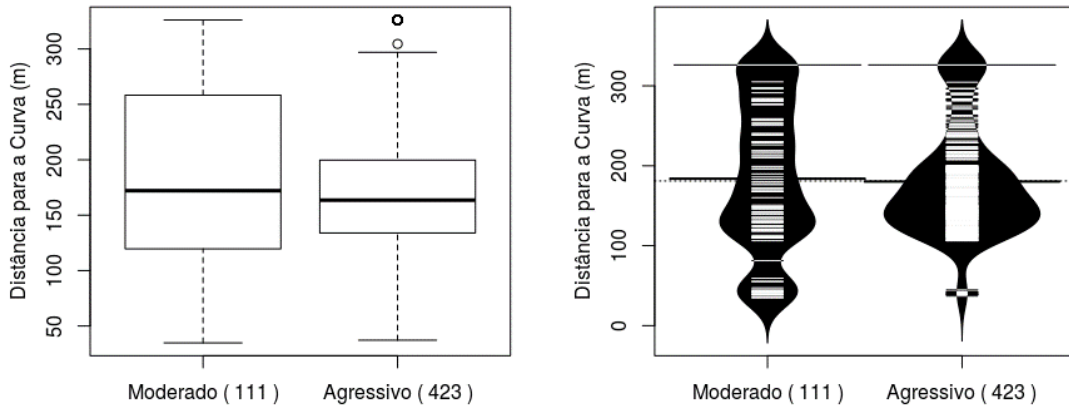 Distância para a Curva (m)
300
250
200
150
100
50
Moderado ( 111 )
Agressivo ( 423 )
Distância para a Curva (m)
300
200
100
0
Moderado ( 111 )
Agressivo ( 423 )